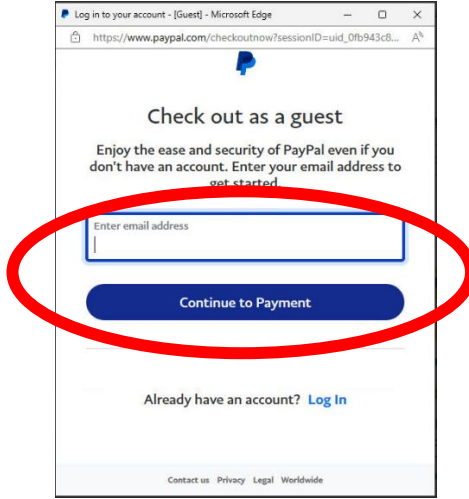 Log in to your account - [Guest] - Microsoft Edge
https://www.paypal.com/checkoutnow?sessionID=uid_0fb943c8...
Check out as a guest
Enjoy the ease and security of PayPal even if you
don't have an account. Enter your email address to
get started.
Enter email address
Continue to Payment
Already have an account? Log In
Contact us Privacy Legal Worldwide